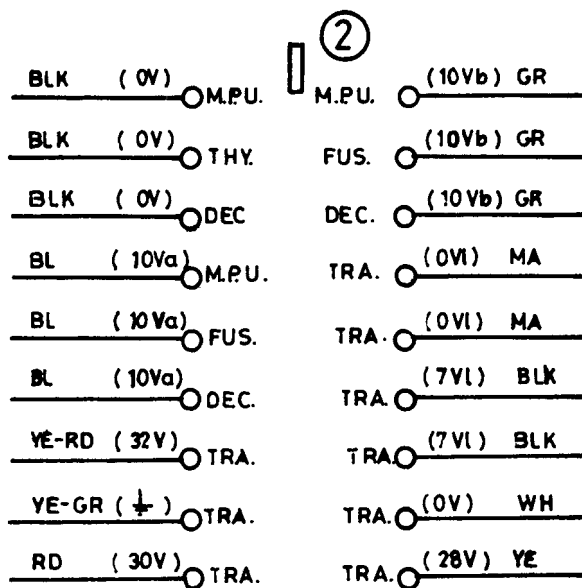 2
BLK ( 0V) M.P.U. M.P.U. (10Vb) GR
BLK ( 0V) THY. FUS. (10Vb) GR
BLK ( 0V) DEC DEC. (10Vb) GR
BL ( 10Va) M.P.U. TRA. (0Vl) MA
BL (10Va) FUS. TRA. (0Vl) MA
BL (10Va) DEC. TRA. (7Vl) BLK
YE-RD ( 32V) TRA. TRA. (7Vl) BLK
YE-GR ( ⏚ ) TRA. TRA. (0V) WH
RD (30V) TRA. TRA. (28V) YE